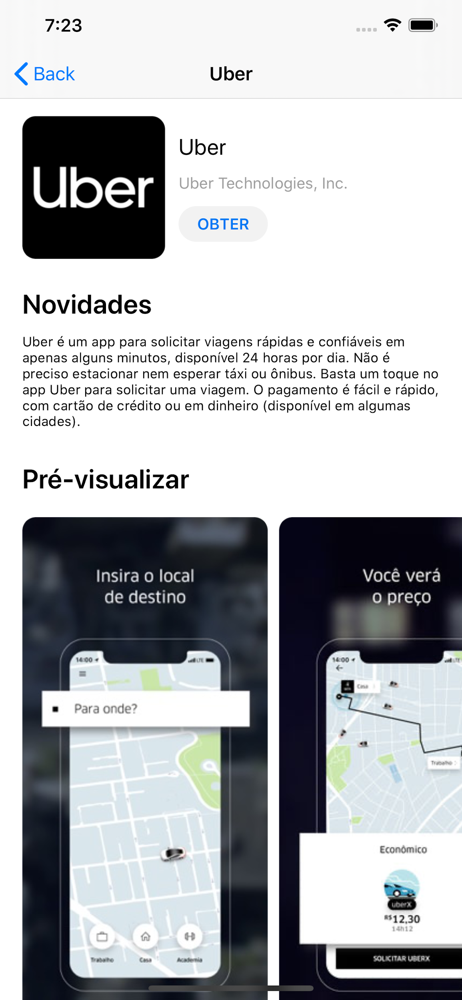 7:23
Back
Uber
Uber
Uber
Uber Technologies, Inc.
OBTER
Novidades
Uber é um app para solicitar viagens rápidas e confiáveis em
apenas alguns minutos, disponível 24 horas por dia. Não é
preciso estacionar nem esperar táxi ou ônibus. Basta um toque no
app Uber para solicitar uma viagem. O pagamento é fácil e rápido,
com cartão de crédito ou em dinheiro (disponível em algumas
cidades).
Pré-visualizar
Insira o local
de destino
14:00
LTE
Para onde?
Trabalho
Casa
Academia
Você verá
o preço
14:00
LTE
Casa
Trabalho
Econômico
uberX
R$12,30
14h12
SOLICITAR UBERX